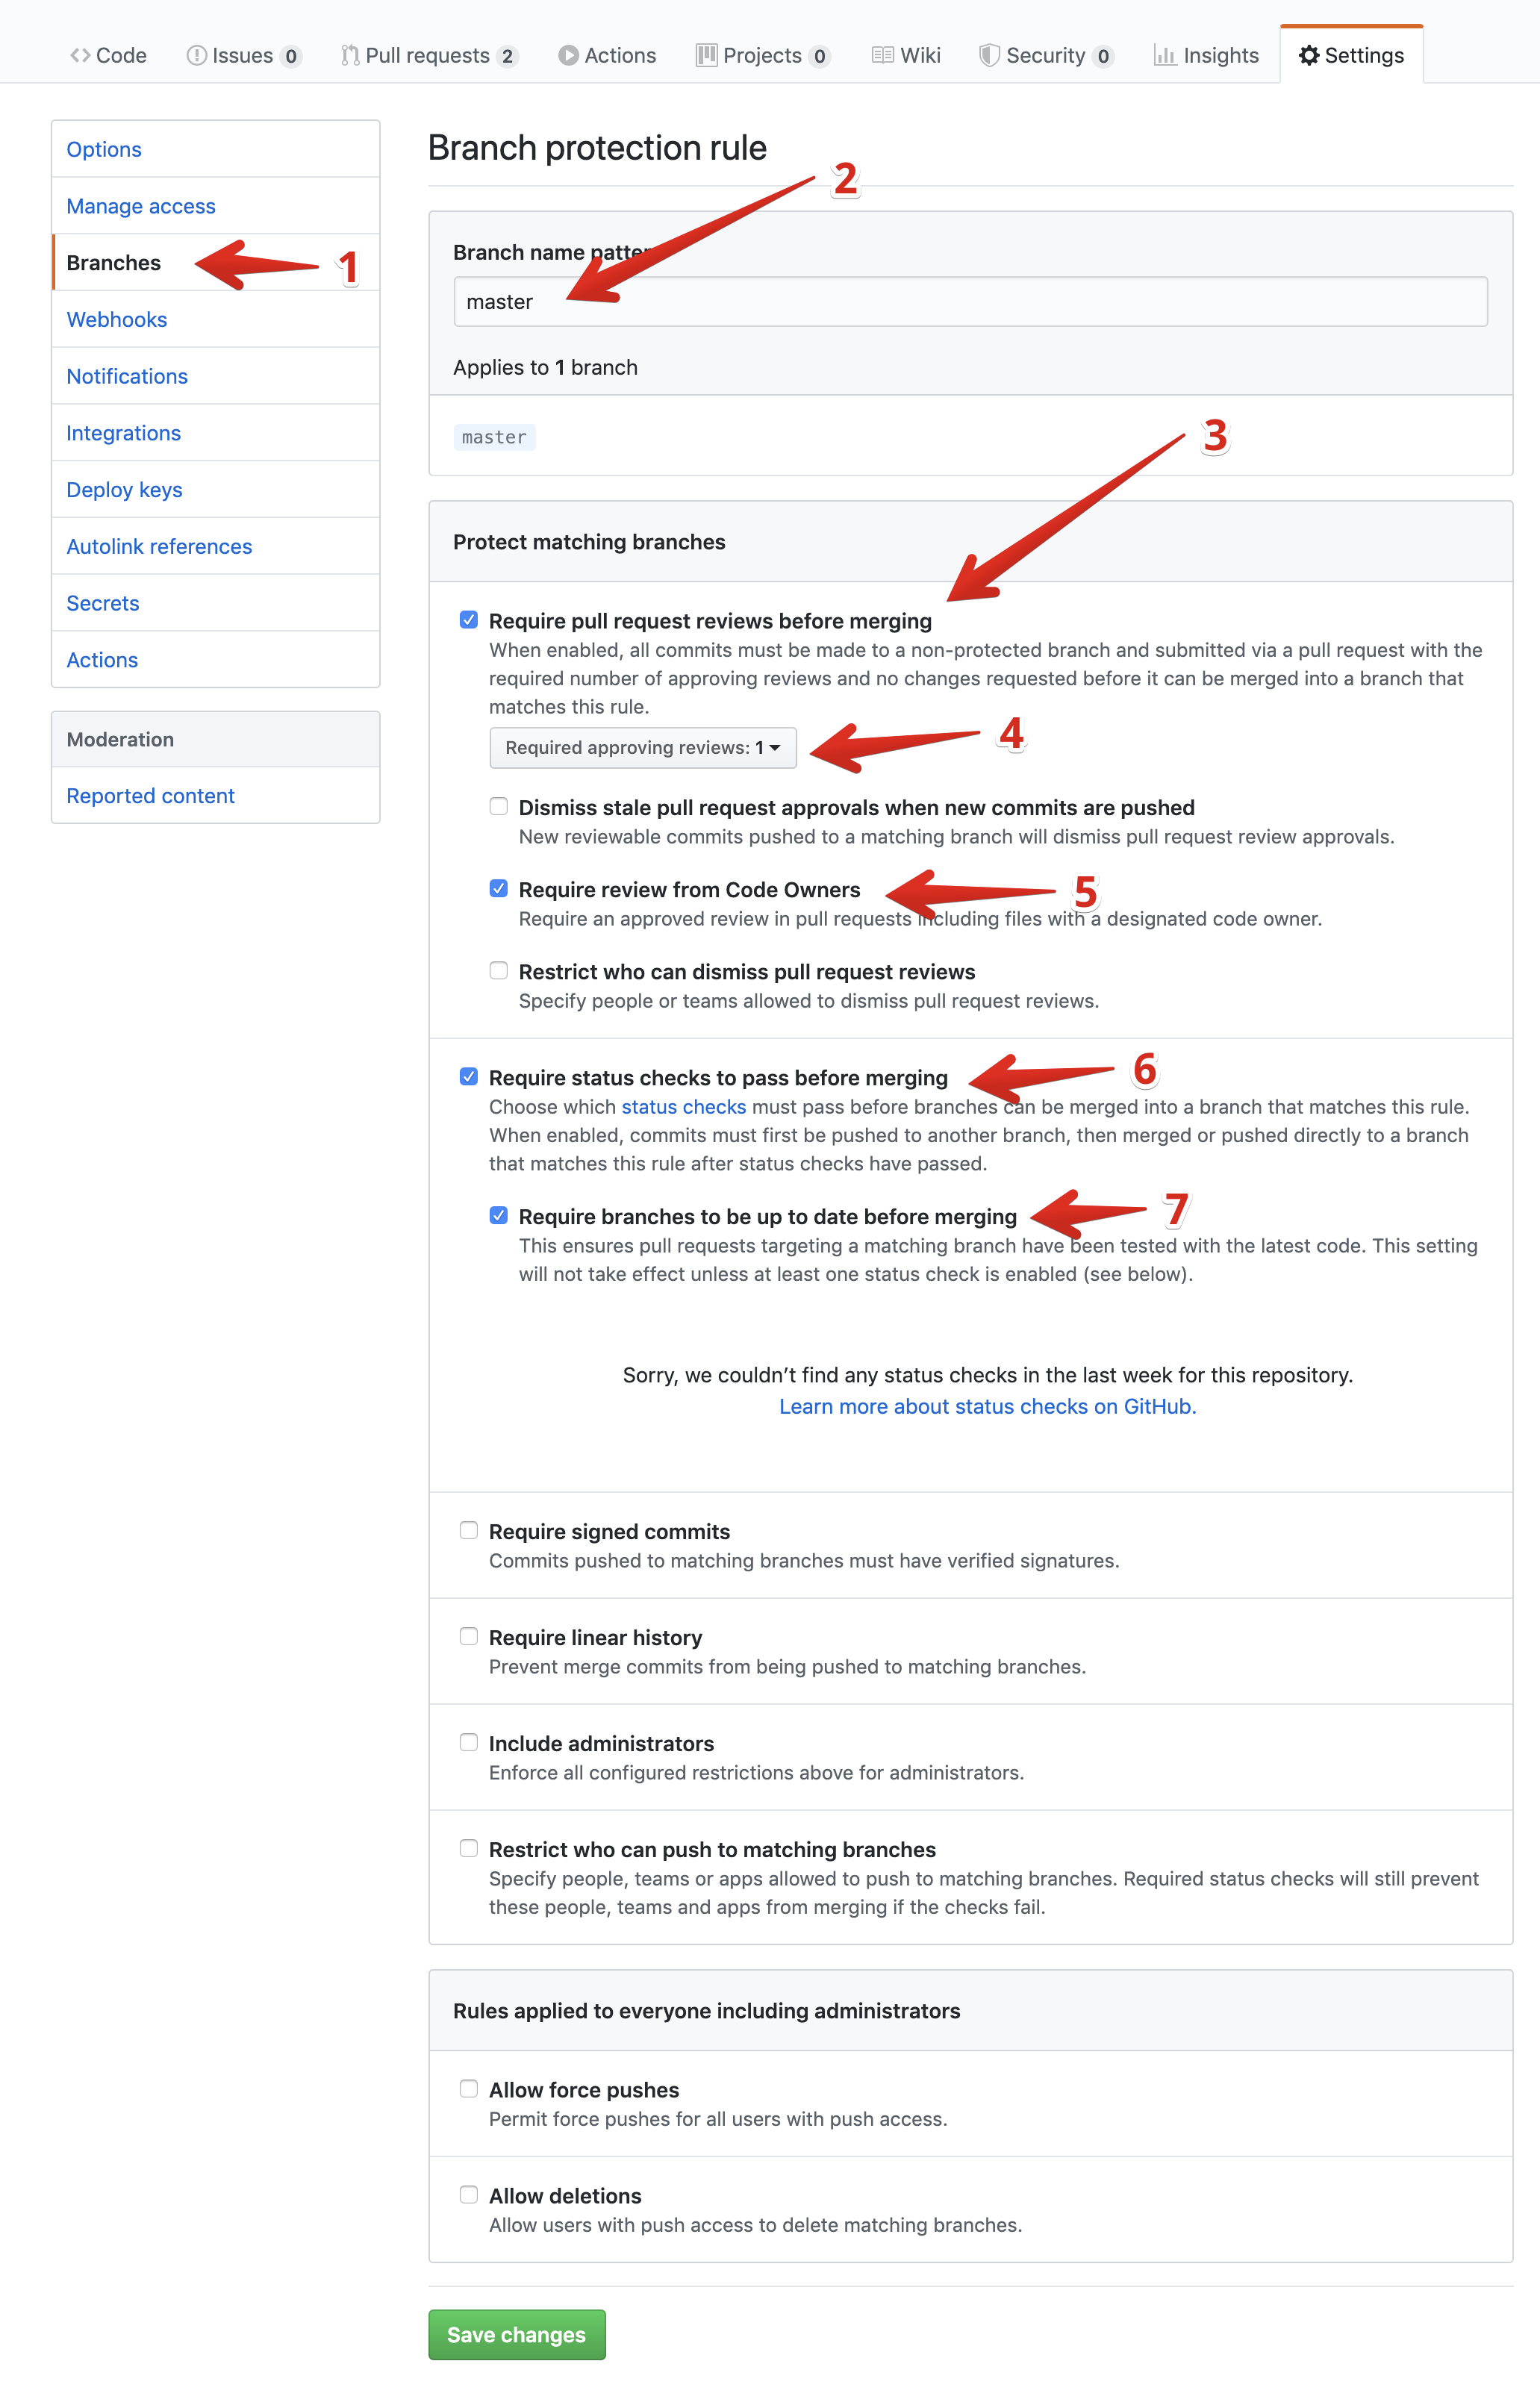 Code Issues 0 Pull requests 2 Actions Projects 0 Wiki Security 0 Insights Settings
Options
Manage access
Branches
1
Webhooks
Notifications
Integrations
Deploy keys
Autolink references
Secrets
Actions
Moderation
Reported content
Branch protection rule
2
Branch name patter
master
Applies to 1 branch
master
3
Protect matching branches
Require pull request reviews before merging
When enabled, all commits must be made to a non-protected branch and submitted via a pull request with the
required number of approving reviews and no changes requested before it can be merged into a branch that
matches this rule.
Required approving reviews: 1
4
Dismiss stale pull request approvals when new commits are pushed
New reviewable commits pushed to a matching branch will dismiss pull request review approvals.
Require review from Code Owners
5
Require an approved review in pull requests including files with a designated code owner.
Restrict who can dismiss pull request reviews
Specify people or teams allowed to dismiss pull request reviews.
Require status checks to pass before merging
6
Choose which status checks must pass before branches can be merged into a branch that matches this rule.
When enabled, commits must first be pushed to another branch, then merged or pushed directly to a branch
that matches this rule after status checks have passed.
Require branches to be up to date before merging
7
This ensures pull requests targeting a matching branch have been tested with the latest code. This setting
will not take effect unless at least one status check is enabled (see below).
Sorry, we couldn’t find any status checks in the last week for this repository.
Learn more about status checks on GitHub.
Require signed commits
Commits pushed to matching branches must have verified signatures.
Require linear history
Prevent merge commits from being pushed to matching branches.
Include administrators
Enforce all configured restrictions above for administrators.
Restrict who can push to matching branches
Specify people, teams or apps allowed to push to matching branches. Required status checks will still prevent
these people, teams and apps from merging if the checks fail.
Rules applied to everyone including administrators
Allow force pushes
Permit force pushes for all users with push access.
Allow deletions
Allow users with push access to delete matching branches.
Save changes